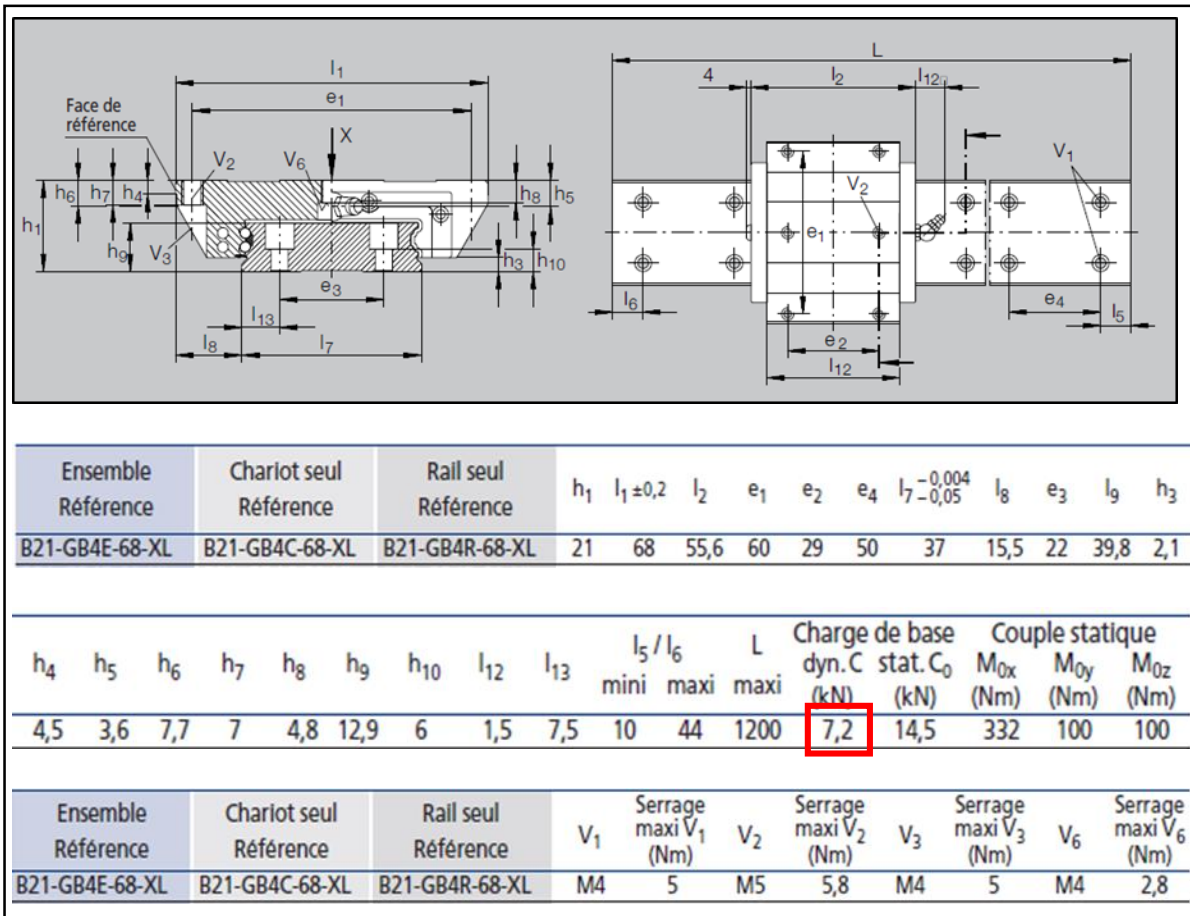 l₁
e₁
Face de
référence
X
V₂
V₆
h₆
h₇
h₄
h₈
h₅
h₁
h₉
V₃
h₃
h₁₀
e₃
l₁₃
l₈
l₇
L
4
l₂
l₁₂
V₁
V₂
e₁
l₆
e₄
l₅
e₂
l₁₂
Ensemble Référence Chariot seul Référence Rail seul Référence h₁ l₁ ±0,2 l₂ e₁ e₂ e₄ l₇ −0,004 −0,05 l₈ e₃ l₉ h₃
B21-GB4E-68-XL B21-GB4C-68-XL B21-GB4R-68-XL 21 68 55,6 60 29 50 37 15,5 22 39,8 2,1
h₄ h₅ h₆ h₇ h₈ h₉ h₁₀ l₁₂ l₁₃ l₅ / l₆ mini maxi L maxi Charge de base dyn. C (kN) stat. C₀ (kN) Couple statique M₀ₓ (Nm) M₀y (Nm) M₀z (Nm)
4,5 3,6 7,7 7 4,8 12,9 6 1,5 7,5 10 44 1200 7,2 14,5 332 100 100
Ensemble Référence Chariot seul Référence Rail seul Référence V₁ Serrage maxi V₁ (Nm) V₂ Serrage maxi V₂ (Nm) V₃ Serrage maxi V₃ (Nm) V₆ Serrage maxi V₆ (Nm)
B21-GB4E-68-XL B21-GB4C-68-XL B21-GB4R-68-XL M4 5 M5 5,8 M4 5 M4 2,8